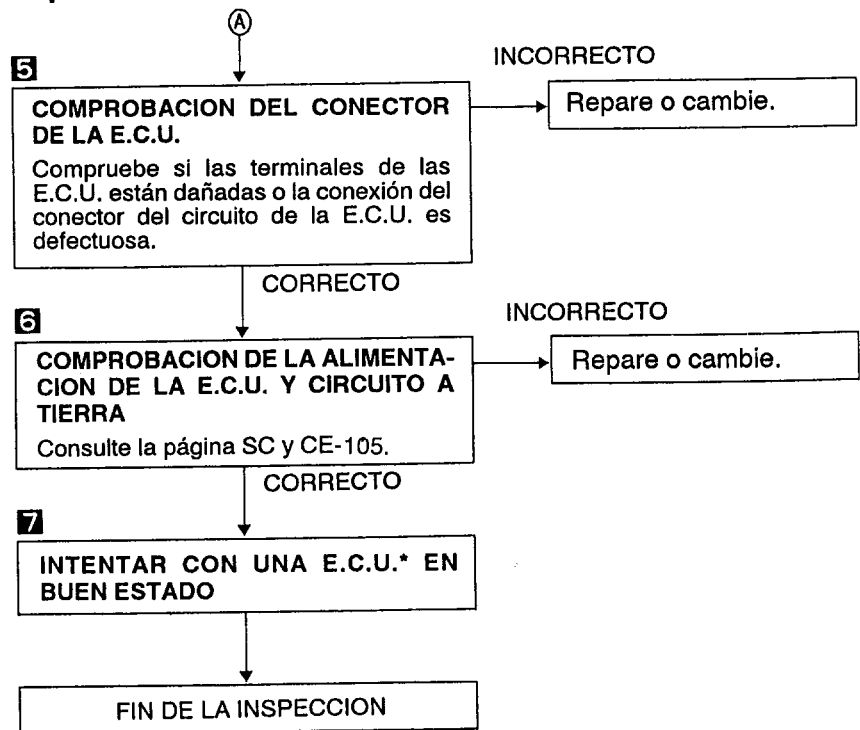 A
5
INCORRECTO
COMPROBACION DEL CONECTOR
DE LA E.C.U.
Compruebe si las terminales de las
E.C.U. están dañadas o la conexión del
conector del circuito de la E.C.U. es
defectuosa.
Repare o cambie.
CORRECTO
6
INCORRECTO
COMPROBACION DE LA ALIMENTA-
CION DE LA E.C.U. Y CIRCUITO A
TIERRA
Consulte la página SC y CE-105.
Repare o cambie.
CORRECTO
7
INTENTAR CON UNA E.C.U.* EN
BUEN ESTADO
FIN DE LA INSPECCION